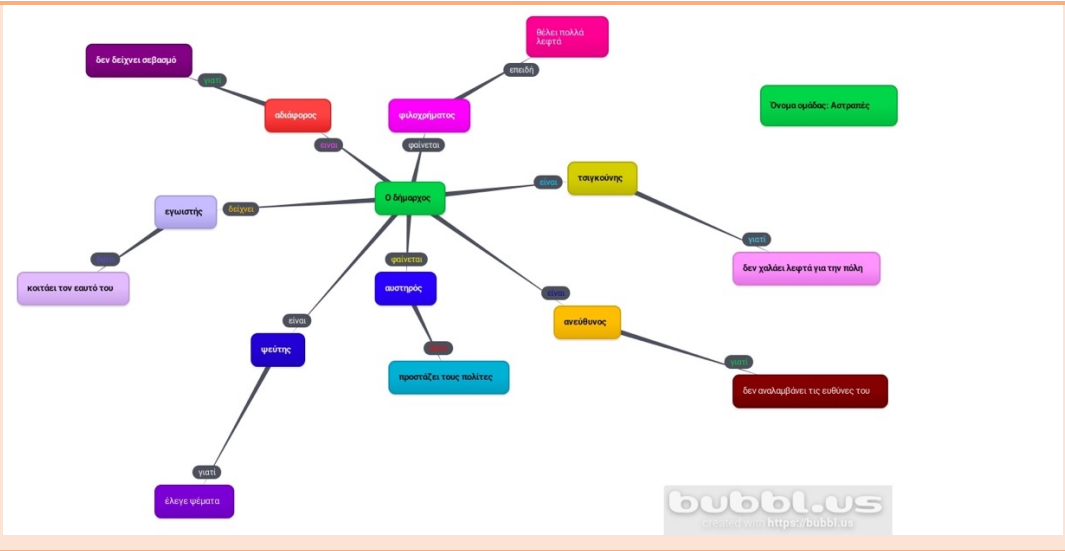 θέλει πολλά
λεφτά
δεν δείχνει σεβασμό
επειδή
γιατί
Όνομα ομάδας: Αστραπές
αδιάφορος
φιλοχρήματος
είναι
φαίνεται
τσιγκούνης
είναι
Ο δήμαρχος
εγωιστής
δείχνει
γιατί
φαίνεται
δεν χαλάει λεφτά για την πόλη
κοιτάει τον εαυτό του
αυστηρός
είναι
είναι
ανεύθυνος
ψεύτης
γιατί
προστάζει τους πολίτες
δεν αναλαμβάνει τις ευθύνες του
γιατί
έλεγε ψέματα
bubbl.us
created with https://bubbl.us